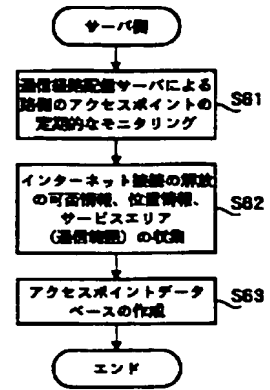 サーバ側
通信経路配信サーバによる
路側のアクセスポイントの
定期的なモニタリング
S61
インターネット接続の解放
の可否情報、位置情報、
サービスエリア
(通信範囲)の収集
S62
アクセスポイントデータ
ベースの作成
S63
エンド